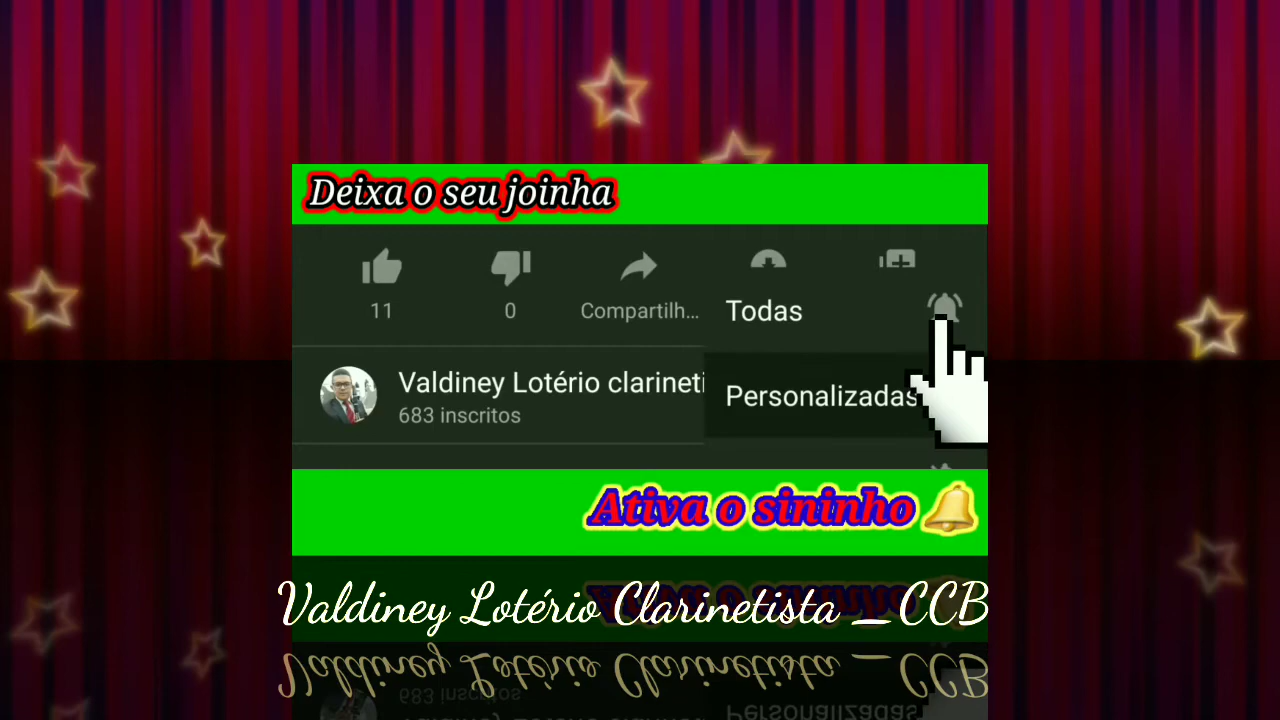 Deixa o seu joinha
11
0
Compartilh...
Todas
Valdiney Lotério clarineti
683 inscritos
Personalizadas
Ativa o sininho
Valdiney Lotério Clarinetista _ CCB